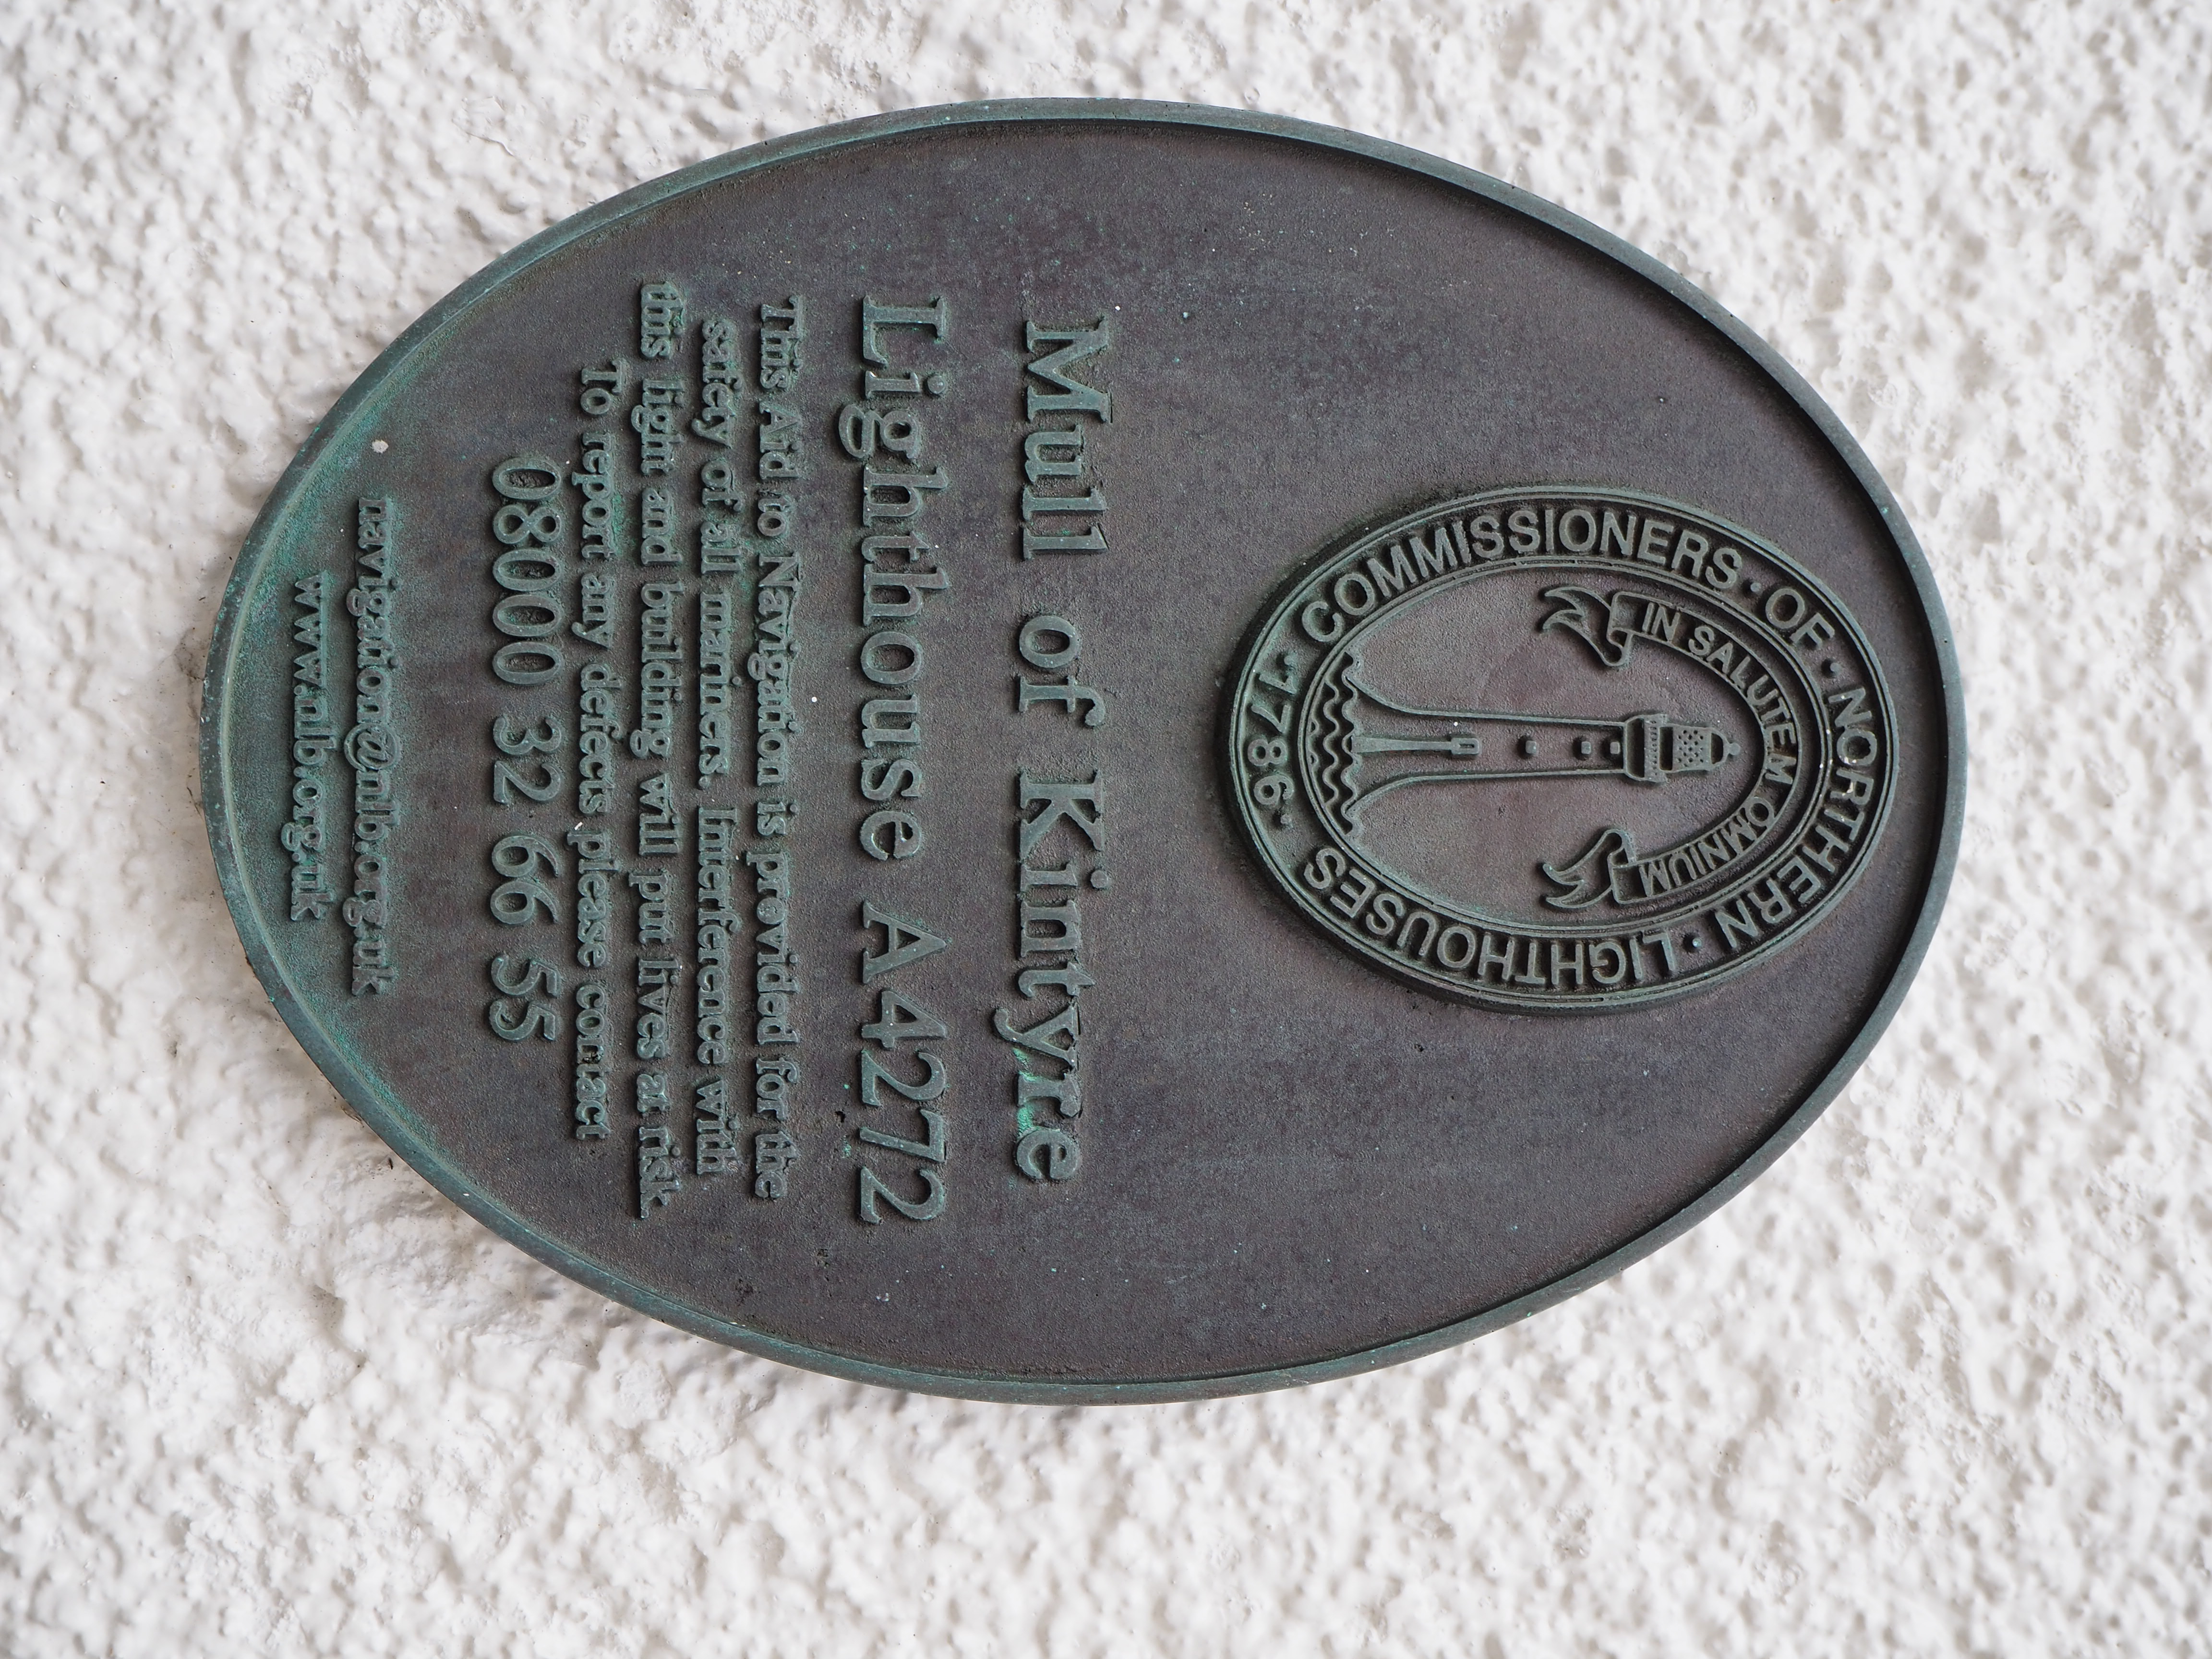 COMMISSIONERS · OF · NORTHERN · LIGHTHOUSES
· 1786 ·
IN SALUTEM OMNIUM
Mull of Kintyre
Lighthouse A4272
This Aid to Navigation is provided for the
safety of all mariners. Interference with
this light and building will put lives at risk
To report any defects please contact
08000 32 66 55
navigation@nlb.org.uk
www.nlb.org.uk